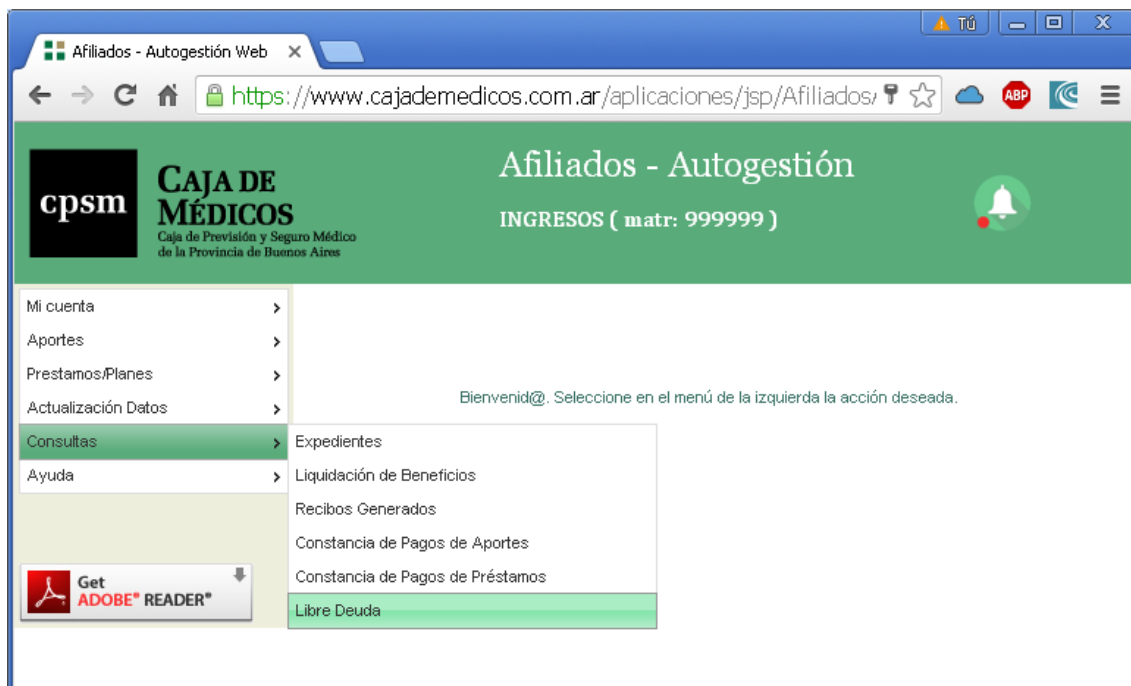 Tú
Afiliados - Autogestión Web
https://www.cajademedicos.com.ar/aplicaciones/jsp/Afiliados/
ABP
cpsm
CAJA DE
MÉDICOS
Caja de Previsión y Seguro Médico
de la Provincia de Buenos Aires
Afiliados - Autogestión
INGRESOS ( matr: 999999 )
Mi cuenta
Aportes
Prestamos/Planes
Actualización Datos
Consultas
Ayuda
Bienvenid@. Seleccione en el menú de la izquierda la acción deseada.
Expedientes
Liquidación de Beneficios
Recibos Generados
Constancia de Pagos de Aportes
Constancia de Pagos de Préstamos
Libre Deuda
Get
ADOBE® READER®